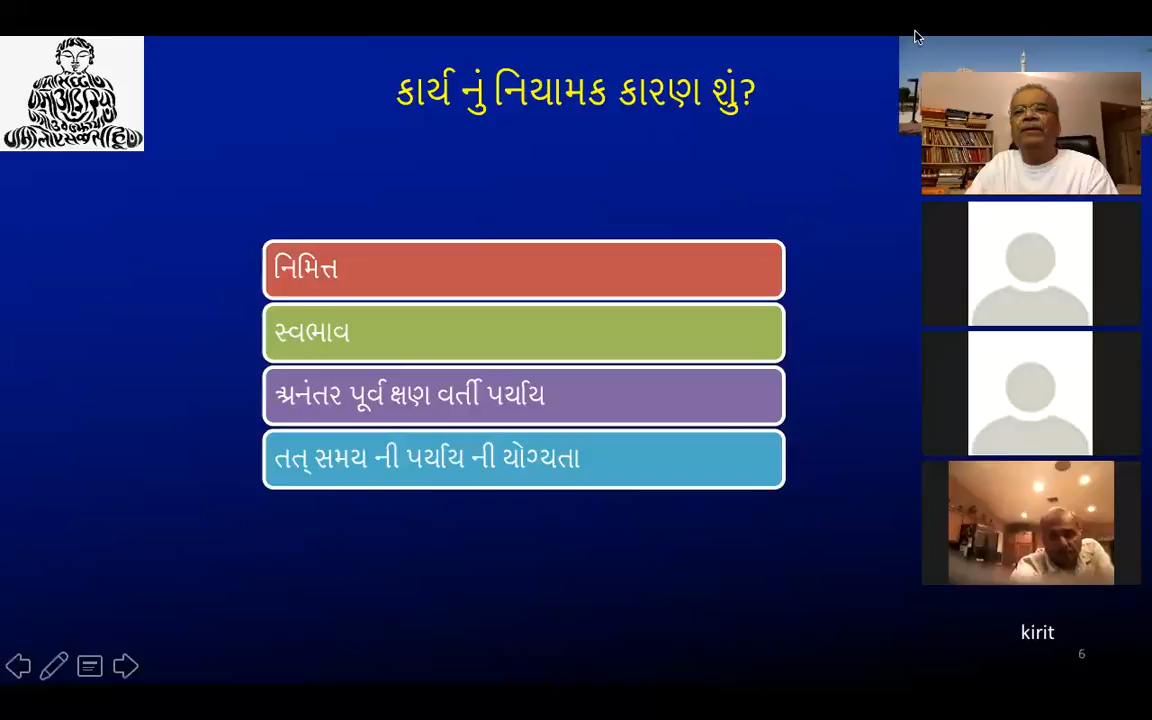 કાર્ય નું નિયામક કારણ શું?
નિમિત્ત
સ્વભાવ
અનંતર પૂર્વ ક્ષણ વર્તી પર્યાય
તત્ સમય ની પર્યાય ની યોગ્યતા
kirit
6